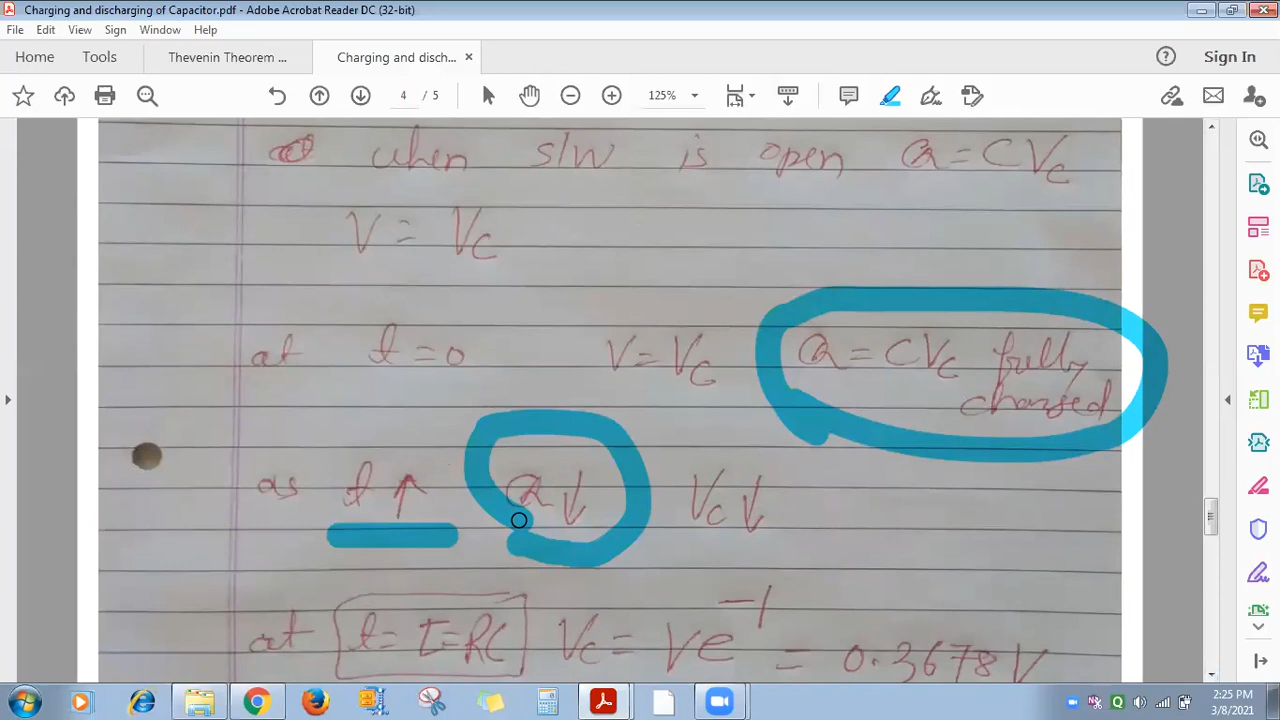 Charging and discharging of Capacitor.pdf - Adobe Acrobat Reader DC (32-bit)
File Edit View Sign Window Help
Home Tools Thevenin Theorem ... Charging and disch... ×
4 / 5 125%
Sign In
when S/W is open Q = CVc
V = Vc
at t = 0 V = Vc Q = CVc fully
charged
as t ↑ Q ↓ Vc ↓
at t = τ = RC Vc = Ve⁻¹ = 0.3678 V
2:25 PM
3/8/2021